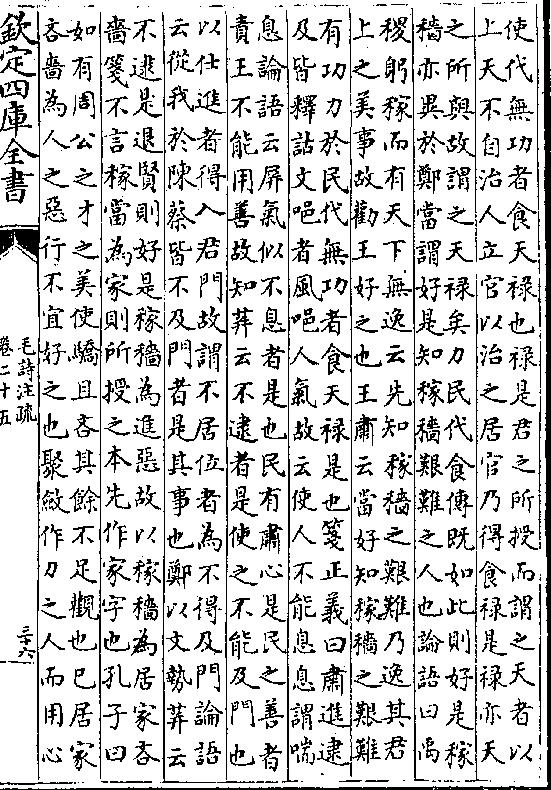 使代無功者食天禄也禄是君之所授而謂之天者以
上天不自治人立官以治之居官乃得食禄是禄亦天
之所與故謂之天禄矣力民代食傳既如此則好是稼
穡亦異於鄭當謂好是知稼穡艱難之人也論語曰禹
稷躬稼而有天下無逸云先知稼穡之艱難乃逸其君
上之美事故勸王好之也王肅云當好知稼穡之艱難
有功力於民代無功者食天禄是也箋正義曰肅進逮
及皆釋詁文唈者風唈人氣故云使人不能息息謂喘
息論語云屏氣似不息者是也民有肅心是民之善者
責王不能用善故知荓云不逮者是使之不能及門也
以仕進者得入君門故謂不居位者為不得及門論語
云從我於陳蔡皆不及門者是其事也鄭以文勢荓云
不逮是退賢則好是稼穡為進惡故以稼穡為居家吝
嗇箋不言稼當為家則所授之本先作家字也孔子曰
如有周公之才之美使驕且吝其餘不足觀也已居家
吝嗇為人之惡行不宜好之也聚斂作力之人而用心
欽定四庫全書
毛詩注疏
卷二十五
三十六